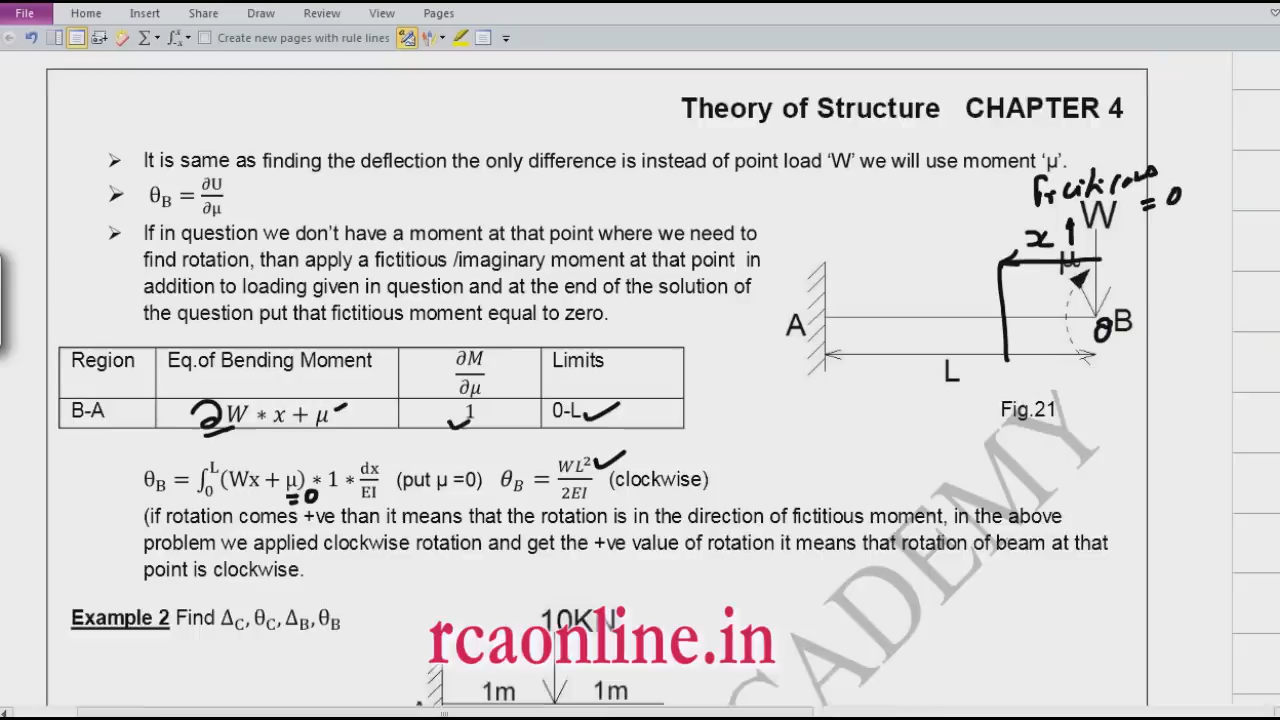 File Home Insert Share Draw Review View Pages
Create new pages with rule lines
Theory of Structure CHAPTER 4
➢ It is same as finding the deflection the only difference is instead of point load ‘W’ we will use moment ‘μ’.
➢ θB = ∂U/∂μ
➢ If in question we don’t have a moment at that point where we need to
find rotation, than apply a fictitious /imaginary moment at that point in
addition to loading given in question and at the end of the solution of
the question put that fictitious moment equal to zero.
= 0
W
x
μ
A
θB
L
Fig.21
Region Eq.of Bending Moment ∂M/∂μ Limits
B-A W ∗ x + μ 1 0-L
θB = ∫₀ᴸ (Wx + μ) ∗ 1 ∗ dx/EI (put μ =0) θB = WL²/2EI (clockwise)
= 0
(if rotation comes +ve than it means that the rotation is in the direction of fictitious moment, in the above
problem we applied clockwise rotation and get the +ve value of rotation it means that rotation of beam at that
point is clockwise.
Example 2 Find ΔC, θC, ΔB, θB
10KN
rcaonline.in
1m 1m
CADEMY